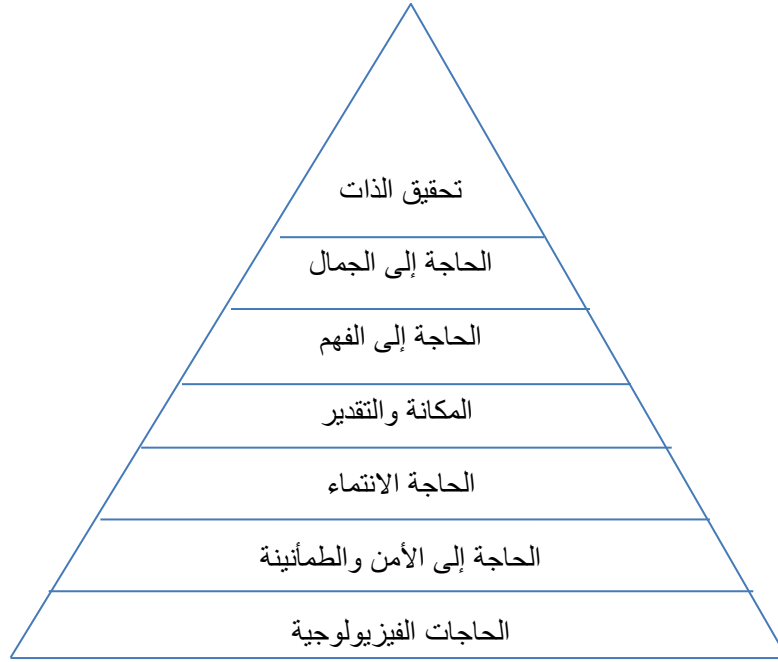 تحقيق الذات
الحاجة إلى الجمال
الحاجة إلى الفهم
المكانة والتقدير
الحاجة الانتماء
الحاجة إلى الأمن والطمأنينة
الحاجات الفيزيولوجية